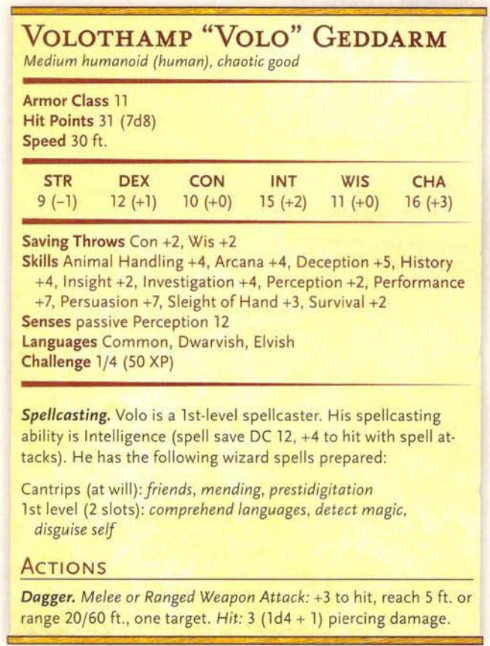 VOLOTHAMP “VOLO” GEDDARM
Medium humanoid (human), chaotic good
Armor Class 11
Hit Points 31 (7d8)
Speed 30 ft.
STR DEX CON INT WIS CHA
9 (−1) 12 (+1) 10 (+0) 15 (+2) 11 (+0) 16 (+3)
Saving Throws Con +2, Wis +2
Skills Animal Handling +4, Arcana +4, Deception +5, History
+4, Insight +2, Investigation +4, Perception +2, Performance
+7, Persuasion +7, Sleight of Hand +3, Survival +2
Senses passive Perception 12
Languages Common, Dwarvish, Elvish
Challenge 1/4 (50 XP)
Spellcasting. Volo is a 1st-level spellcaster. His spellcasting
ability is Intelligence (spell save DC 12, +4 to hit with spell at-
tacks). He has the following wizard spells prepared:
Cantrips (at will): friends, mending, prestidigitation
1st level (2 slots): comprehend languages, detect magic,
disguise self
ACTIONS
Dagger. Melee or Ranged Weapon Attack: +3 to hit, reach 5 ft. or
range 20/60 ft., one target. Hit: 3 (1d4 + 1) piercing damage.